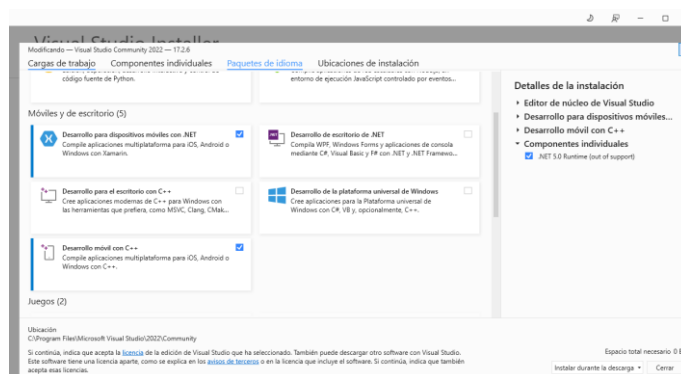 Visual Studio Installer
Modificando — Visual Studio Community 2022 — 17.2.6
Cargas de trabajo
Componentes individuales
Paquetes de idioma
Ubicaciones de instalación
código fuente de Python.
entorno de ejecución JavaScript controlado por eventos...
Móviles y de escritorio (5)
Desarrollo para dispositivos móviles con .NET
Compile aplicaciones multiplataforma para iOS, Android o
Windows con Xamarin.
Desarrollo de escritorio de .NET
Compila WPF, Windows Forms y aplicaciones de consola
mediante C#, Visual Basic y F# con .NET y .NET Framewo...
Desarrollo para el escritorio con C++
Cree aplicaciones modernas de C++ para Windows con
las herramientas que prefiera, como MSVC, Clang, CMak...
Desarrollo de la plataforma universal de Windows
Cree aplicaciones para la Plataforma universal de
Windows con C#, VB y, opcionalmente, C++.
Desarrollo móvil con C++
Compile aplicaciones multiplataforma para iOS, Android o
Windows con C++.
Juegos (2)
Detalles de la instalación
Editor de núcleo de Visual Studio
Desarrollo para dispositivos móviles...
Desarrollo móvil con C++
Componentes individuales
.NET 5.0 Runtime (out of support)
Ubicación
C:\Program Files\Microsoft Visual Studio\2022\Community
Si continúa, indica que acepta la licencia de la edición de Visual Studio que ha seleccionado. También puede descargar otro software con Visual Studio.
Este software tiene una licencia aparte, como se explica en los avisos de terceros o en la licencia que incluye el software. Si continúa, indica que también
acepta esas licencias.
Espacio total necesario 0
Instalar durante la descarga
Cerrar